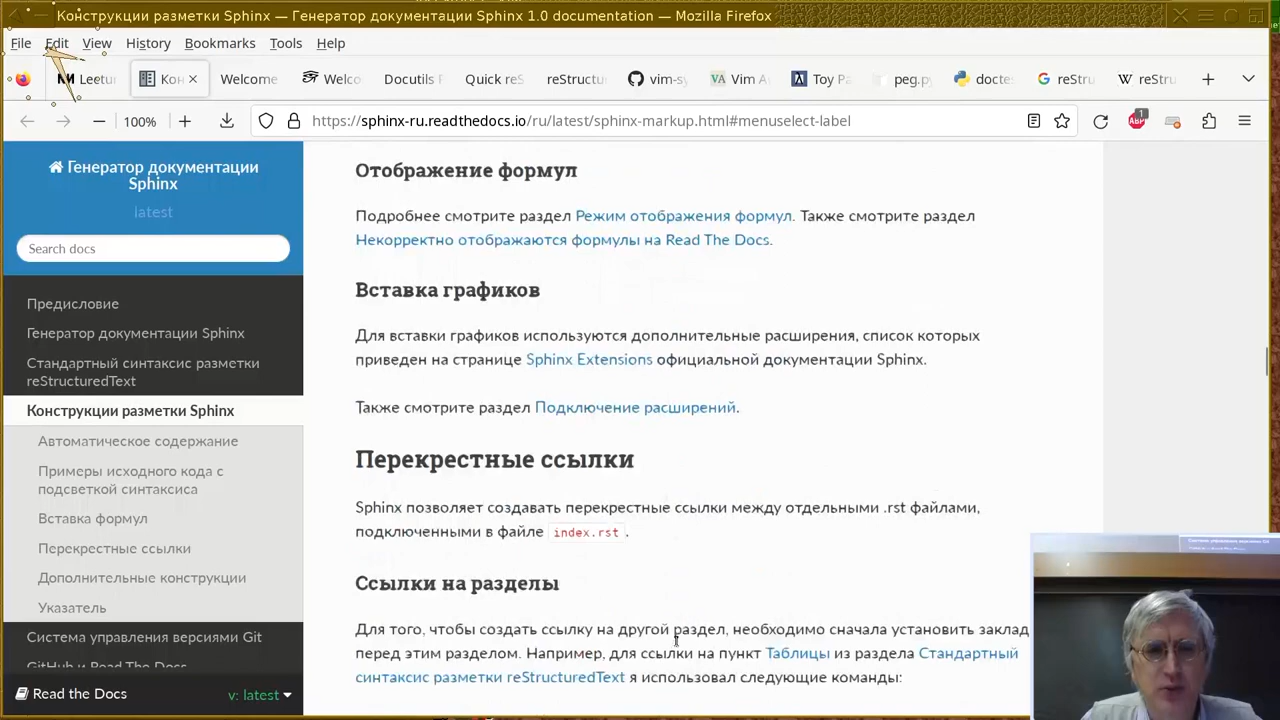 Конструкции разметки Sphinx — Генератор документации Sphinx 1.0 documentation — Mozilla Firefox
File Edit View History Bookmarks Tools Help
Кон
Welcome
Docutils
Quick reS
reStructu
vim-sy
Vim A
Toy Pa
peg.py
doctes
reStru
reStru
100%
https://sphinx-ru.readthedocs.io/ru/latest/sphinx-markup.html#menuselect-label
ABP
1
Генератор документации
Sphinx
latest
Search docs
Предисловие
Генератор документации Sphinx
Стандартный синтаксис разметки
reStructuredText
Конструкции разметки Sphinx
Автоматическое содержание
Примеры исходного кода с
подсветкой синтаксиса
Вставка формул
Перекрестные ссылки
Дополнительные конструкции
Указатель
Система управления версиями Git
GitHub и Read The Docs
Read the Docs
v: latest
Отображение формул
Подробнее смотрите раздел Режим отображения формул. Также смотрите раздел
Некорректно отображаются формулы на Read The Docs.
Вставка графиков
Для вставки графиков используются дополнительные расширения, список которых
приведен на странице Sphinx Extensions официальной документации Sphinx.
Также смотрите раздел Подключение расширений.
Перекрестные ссылки
Sphinx позволяет создавать перекрестные ссылки между отдельными .rst файлами,
подключенными в файле index.rst .
Ссылки на разделы
Для того, чтобы создать ссылку на другой раздел, необходимо сначала установить заклад
перед этим разделом. Например, для ссылки на пункт Таблицы из раздела Стандартный
синтаксис разметки reStructuredText я использовал следующие команды: